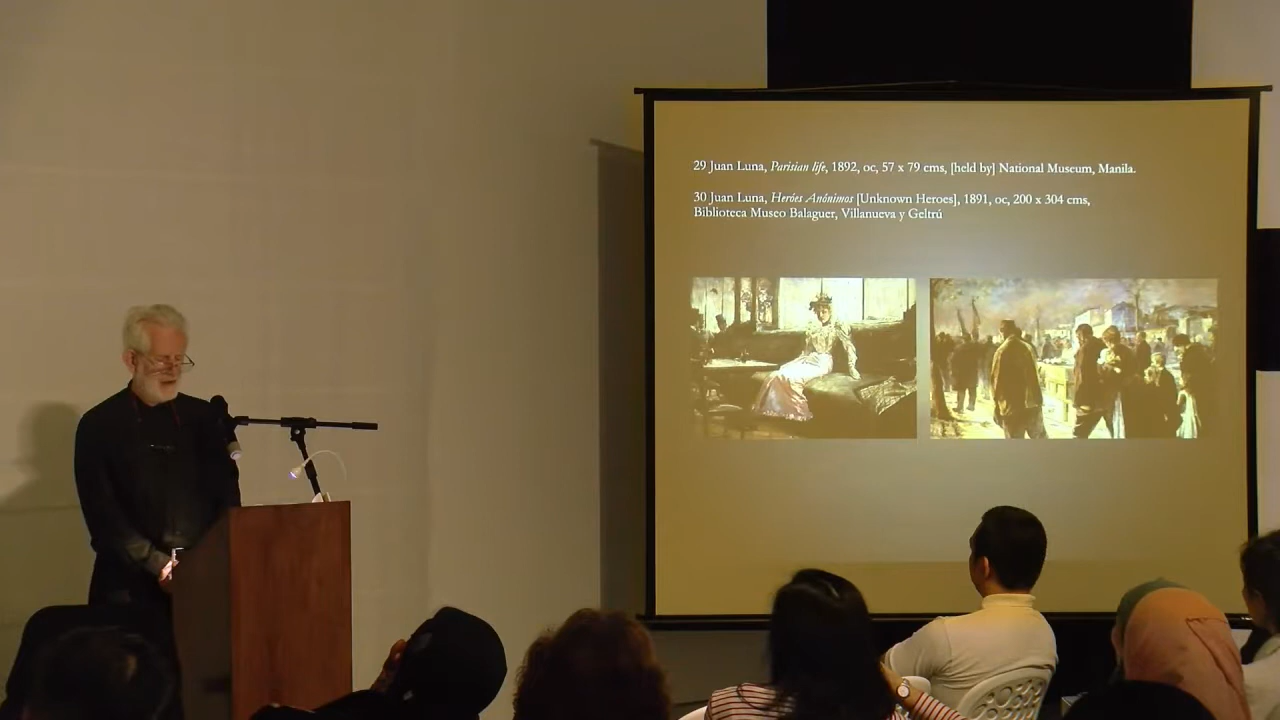 29 Juan Luna, Parisian life, 1892, oc, 57 x 79 cms, [held by] National Museum, Manila.
30 Juan Luna, Heróes Anónimos [Unknown Heroes], 1891, oc, 200 x 304 cms,
Biblioteca Museo Balaguer, Villanueva y Geltrú